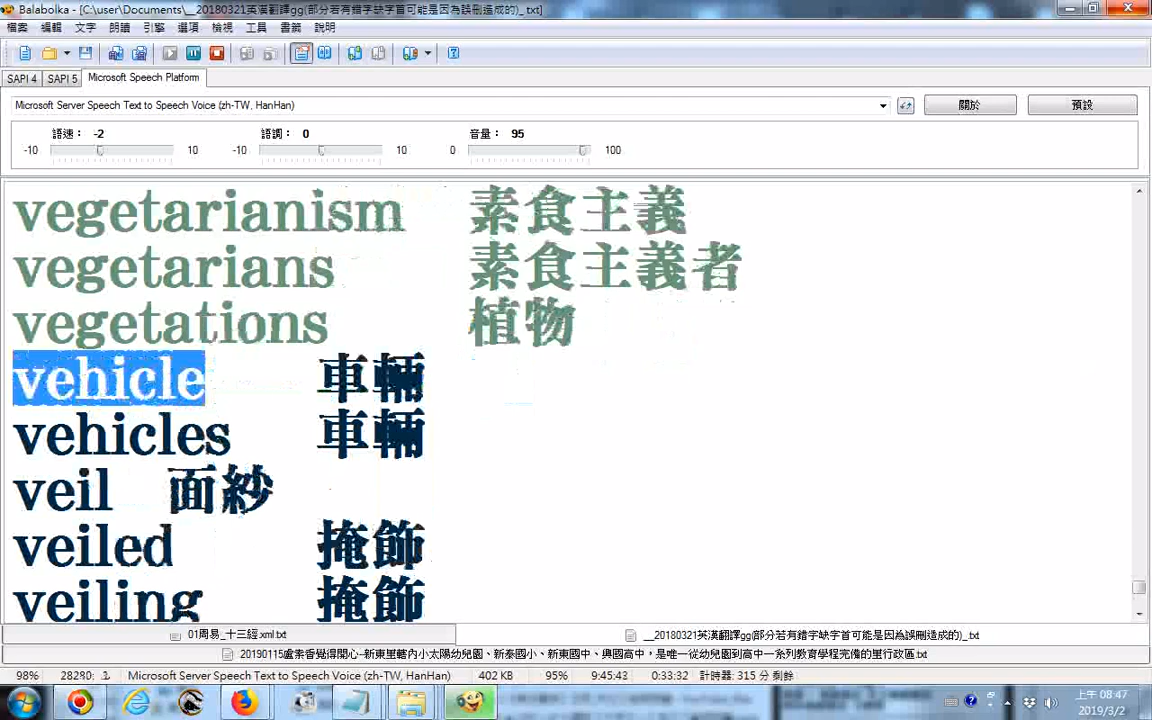 Balabolka - [C:\user\Documents\__20180321英漢翻譯gg(部分若有錯字缺字首可能是因為誤刪造成的)_.txt]
檔案 編輯 文字 朗讀 引擎 選項 檢視 工具 書籤 說明
SAPI 4 SAPI 5 Microsoft Speech Platform
Microsoft Server Speech Text to Speech Voice (zh-TW, HanHan) 關於 預設
語速： -2 語調： 0 音量： 95
-10 10 -10 10 0 100
vegetarianism 素食主義
vegetarians 素食主義者
vegetations 植物
vehicle 車輛
vehicles 車輛
veil 面紗
veiled 掩飾
veiling 掩飾
01周易_十三經.xml.txt __20180321英漢翻譯gg(部分若有錯字缺字首可能是因為誤刪造成的)_.txt
20190115盧素香覺得開心-新東里轄內小太陽幼兒園、新泰國小、新東國中、興國高中，是唯一從幼兒園到高中一系列教育學程完備的里行政區.txt
98% 28280: 1 Microsoft Server Speech Text to Speech Voice (zh-TW, HanHan) 402 KB 95% 9:45:42 0:33:32 計時器: 315 分 剩餘
上午 08:47
2019/3/2